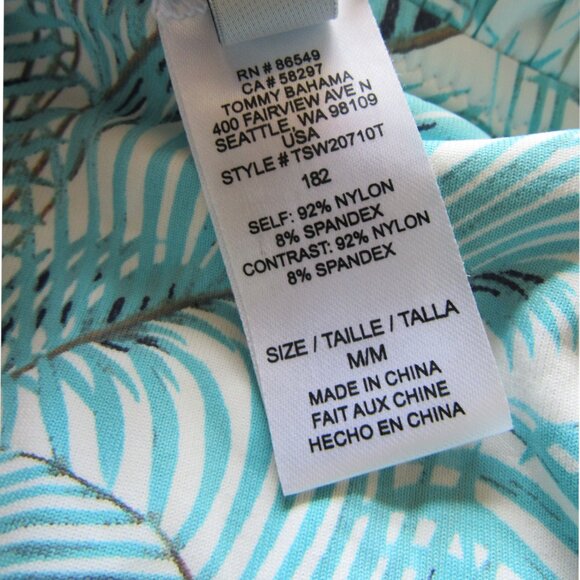 RN # 86549
CA # 58297
TOMMY BAHAMA
400 FAIRVIEW AVE N
SEATTLE, WA 98109
USA
STYLE # TSW20710T
182
SELF: 92% NYLON
8% SPANDEX
CONTRAST: 92% NYLON
8% SPANDEX
SIZE / TAILLE / TALLA
M/M
MADE IN CHINA
FAIT AUX CHINE
HECHO EN CHINA